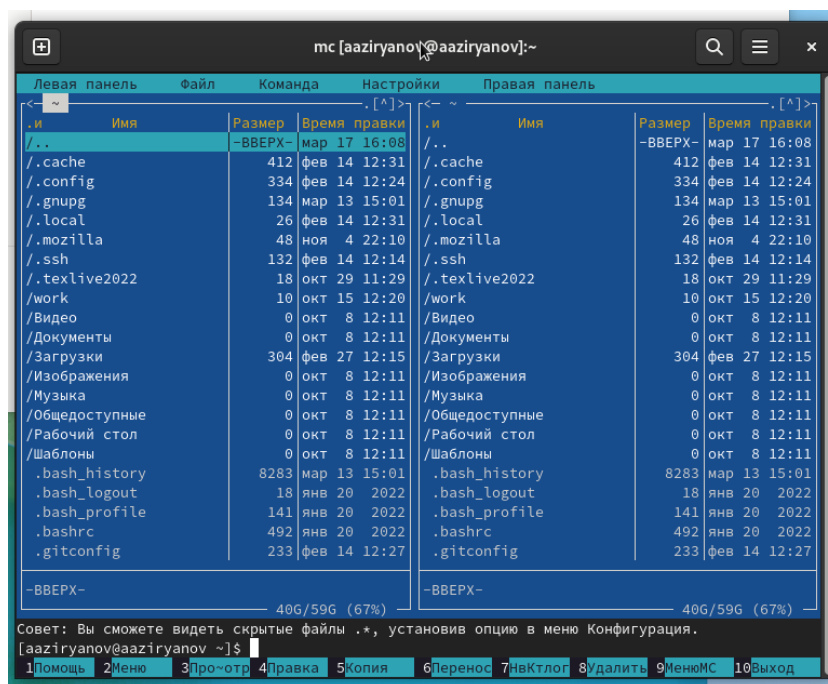 mc [aaziryanov@aaziryanov]:~
Левая панель Файл Команда Настройки Правая панель
<— ~ .[^]> <— ~ .[^]>
.и Имя Размер Время правки .и Имя Размер Время правки
/.. -ВВЕРХ- мар 17 16:08 /.. -ВВЕРХ- мар 17 16:08
/.cache 412 фев 14 12:31 /.cache 412 фев 14 12:31
/.config 334 фев 14 12:24 /.config 334 фев 14 12:24
/.gnupg 134 мар 13 15:01 /.gnupg 134 мар 13 15:01
/.local 26 фев 14 12:31 /.local 26 фев 14 12:31
/.mozilla 48 ноя 4 22:10 /.mozilla 48 ноя 4 22:10
/.ssh 132 фев 14 12:14 /.ssh 132 фев 14 12:14
/.texlive2022 18 окт 29 11:29 /.texlive2022 18 окт 29 11:29
/work 10 окт 15 12:20 /work 10 окт 15 12:20
/Видео 0 окт 8 12:11 /Видео 0 окт 8 12:11
/Документы 0 окт 8 12:11 /Документы 0 окт 8 12:11
/Загрузки 304 фев 27 12:15 /Загрузки 304 фев 27 12:15
/Изображения 0 окт 8 12:11 /Изображения 0 окт 8 12:11
/Музыка 0 окт 8 12:11 /Музыка 0 окт 8 12:11
/Общедоступные 0 окт 8 12:11 /Общедоступные 0 окт 8 12:11
/Рабочий стол 0 окт 8 12:11 /Рабочий стол 0 окт 8 12:11
/Шаблоны 0 окт 8 12:11 /Шаблоны 0 окт 8 12:11
.bash_history 8283 мар 13 15:01 .bash_history 8283 мар 13 15:01
.bash_logout 18 янв 20 2022 .bash_logout 18 янв 20 2022
.bash_profile 141 янв 20 2022 .bash_profile 141 янв 20 2022
.bashrc 492 янв 20 2022 .bashrc 492 янв 20 2022
.gitconfig 233 фев 14 12:27 .gitconfig 233 фев 14 12:27
-ВВЕРХ- -ВВЕРХ-
40G/59G (67%) 40G/59G (67%)
Совет: Вы сможете видеть скрытые файлы .*, установив опцию в меню Конфигурация.
[aaziryanov@aaziryanov ~]$
1Помощь 2Меню 3Про~отр 4Правка 5Копия 6Перенос 7НвКтлог 8Удалить 9МенюМС 10Выход